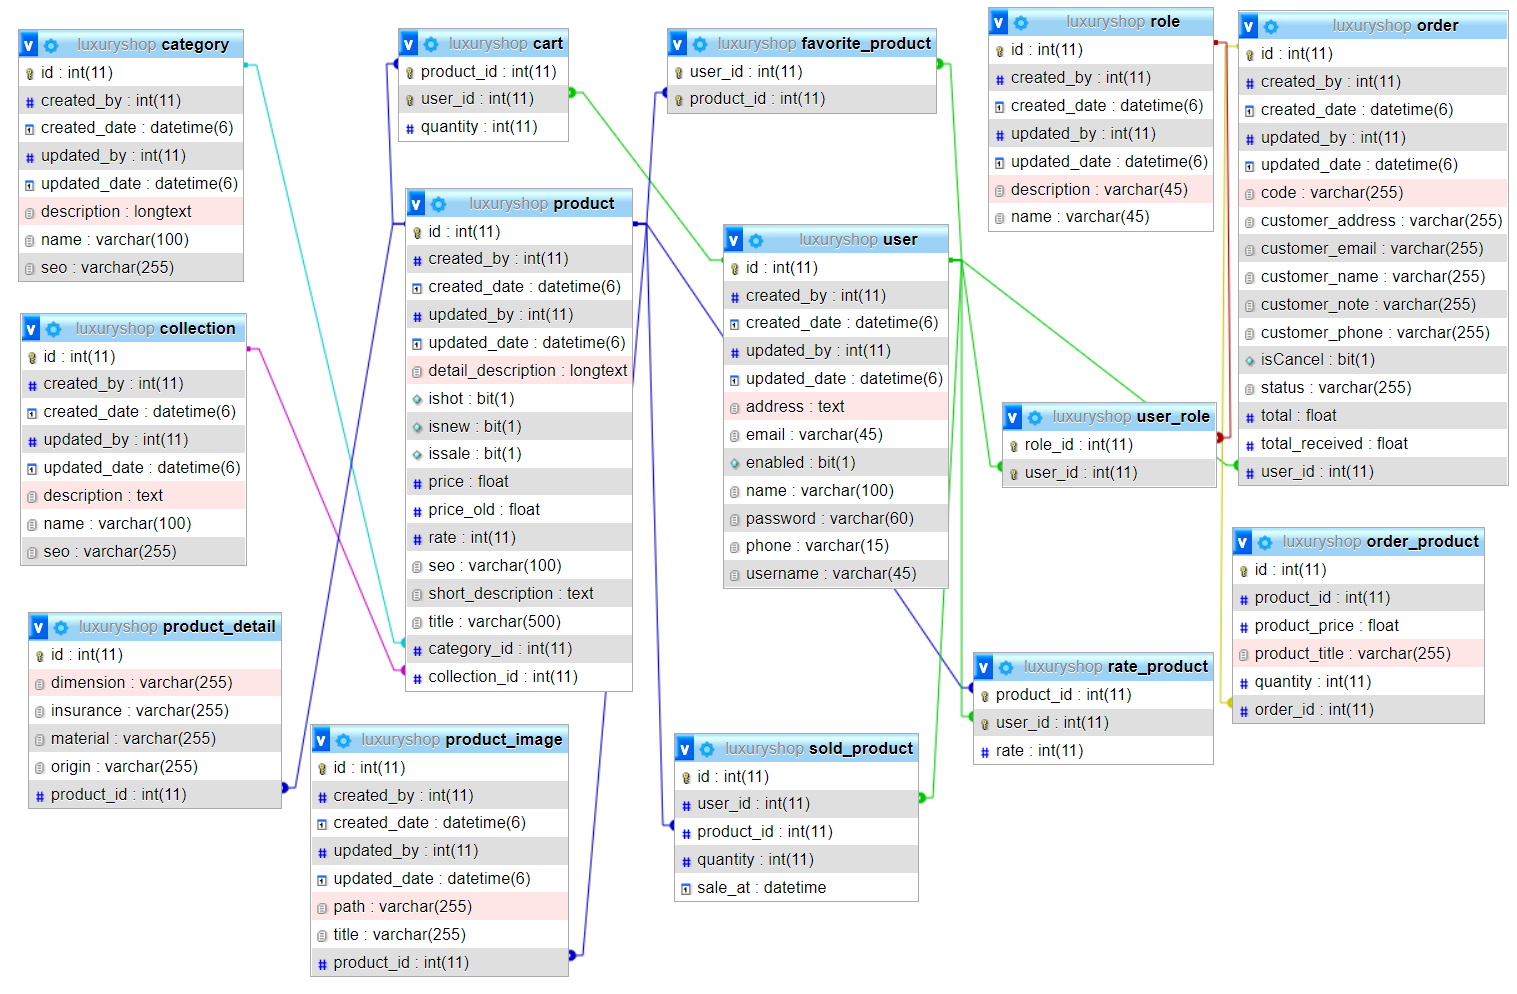 v luxuryshop category
id : int(11)
created_by : int(11)
created_date : datetime(6)
updated_by : int(11)
updated_date : datetime(6)
description : longtext
name : varchar(100)
seo : varchar(255)
v luxuryshop collection
id : int(11)
created_by : int(11)
created_date : datetime(6)
updated_by : int(11)
updated_date : datetime(6)
description : text
name : varchar(100)
seo : varchar(255)
v luxuryshop product_detail
id : int(11)
dimension : varchar(255)
insurance : varchar(255)
material : varchar(255)
origin : varchar(255)
product_id : int(11)
v luxuryshop cart
product_id : int(11)
user_id : int(11)
quantity : int(11)
v luxuryshop product
id : int(11)
created_by : int(11)
created_date : datetime(6)
updated_by : int(11)
updated_date : datetime(6)
detail_description : longtext
ishot : bit(1)
isnew : bit(1)
issale : bit(1)
price : float
price_old : float
rate : int(11)
seo : varchar(100)
short_description : text
title : varchar(500)
category_id : int(11)
collection_id : int(11)
v luxuryshop product_image
id : int(11)
created_by : int(11)
created_date : datetime(6)
updated_by : int(11)
updated_date : datetime(6)
path : varchar(255)
title : varchar(255)
product_id : int(11)
v luxuryshop favorite_product
user_id : int(11)
product_id : int(11)
v luxuryshop user
id : int(11)
created_by : int(11)
created_date : datetime(6)
updated_by : int(11)
updated_date : datetime(6)
address : text
email : varchar(45)
enabled : bit(1)
name : varchar(100)
password : varchar(60)
phone : varchar(15)
username : varchar(45)
v luxuryshop sold_product
id : int(11)
user_id : int(11)
product_id : int(11)
quantity : int(11)
sale_at : datetime
v luxuryshop role
id : int(11)
created_by : int(11)
created_date : datetime(6)
updated_by : int(11)
updated_date : datetime(6)
description : varchar(45)
name : varchar(45)
v luxuryshop user_role
role_id : int(11)
user_id : int(11)
v luxuryshop rate_product
product_id : int(11)
user_id : int(11)
rate : int(11)
v luxuryshop order
id : int(11)
created_by : int(11)
created_date : datetime(6)
updated_by : int(11)
updated_date : datetime(6)
code : varchar(255)
customer_address : varchar(255)
customer_email : varchar(255)
customer_name : varchar(255)
customer_note : varchar(255)
customer_phone : varchar(255)
isCancel : bit(1)
status : varchar(255)
total : float
total_received : float
user_id : int(11)
v luxuryshop order_product
id : int(11)
product_id : int(11)
product_price : float
product_title : varchar(255)
quantity : int(11)
order_id : int(11)